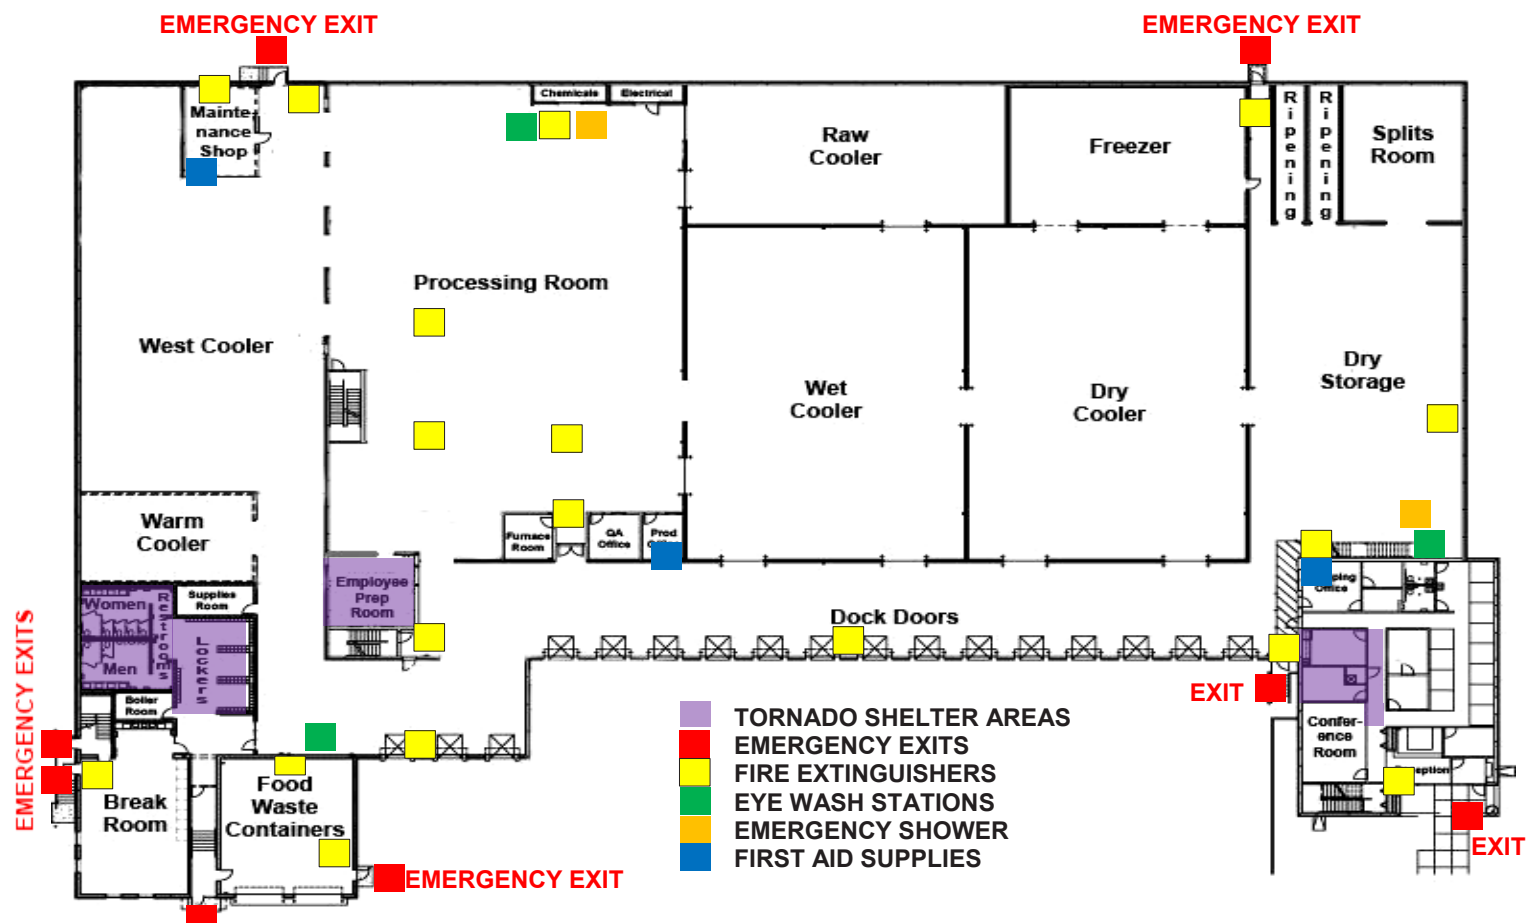 EMERGENCY EXIT
EMERGENCY EXIT
Chemicals
Electrical
Mainte-
nance
Shop
Raw
Cooler
Freezer
Ripening
Ripening
Splits
Room
Processing Room
West Cooler
Wet
Cooler
Dry
Cooler
Dry
Storage
Warm
Cooler
Furnace
Room
QA
Office
Prod
Employee
Prep
Room
Supplies
Room
Women
Restrooms
Men
Lockers
Office
Dock Doors
EMERGENCY EXITS
Boiler
Room
EXIT
Confer-
ence
Room
TORNADO SHELTER AREAS
EMERGENCY EXITS
FIRE EXTINGUISHERS
EYE WASH STATIONS
EMERGENCY SHOWER
FIRST AID SUPPLIES
Break
Room
Food
Waste
Containers
EMERGENCY EXIT
EXIT